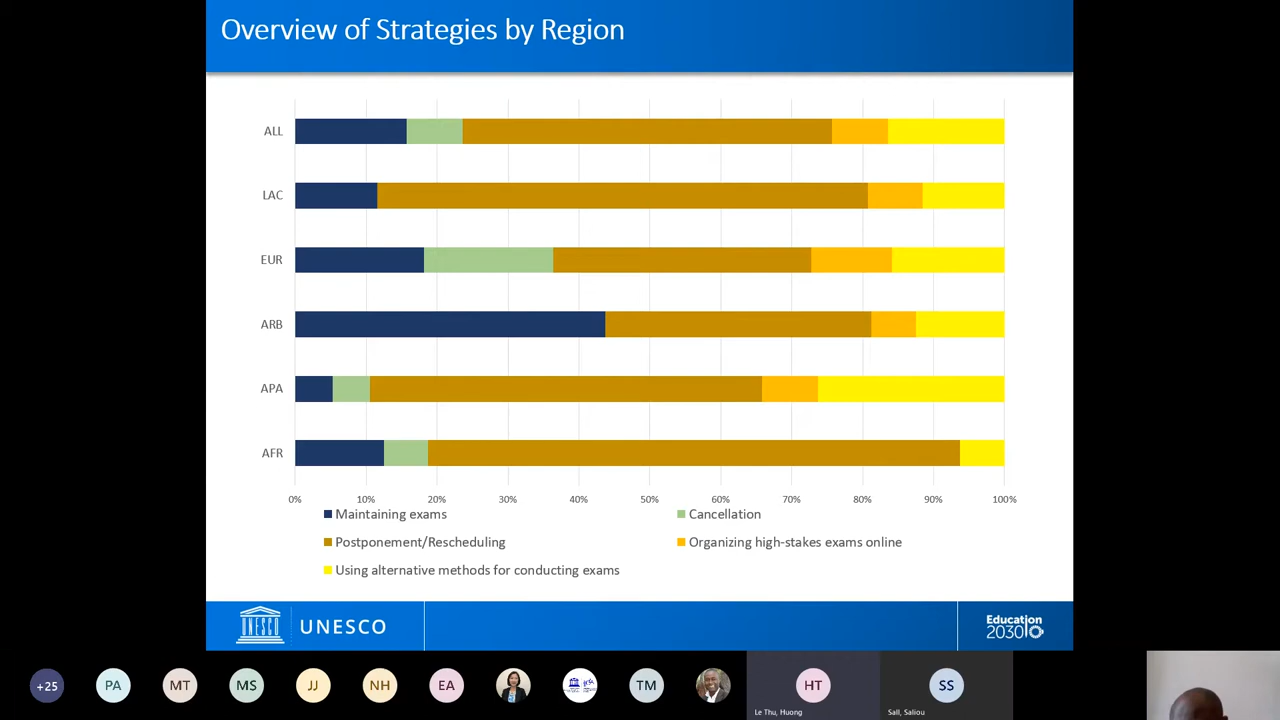 Overview of Strategies by Region
ALL
LAC
EUR
ARB
APA
AFR
0% 10% 20% 30% 40% 50% 60% 70% 80% 90% 100%
Maintaining exams Cancellation
Postponement/Rescheduling Organizing high-stakes exams online
Using alternative methods for conducting exams
UNESCO UNESCO Education
2030
+25 PA MT MS JJ NH EA TM HT SS
Le Thu, Huong Sall, Saliou